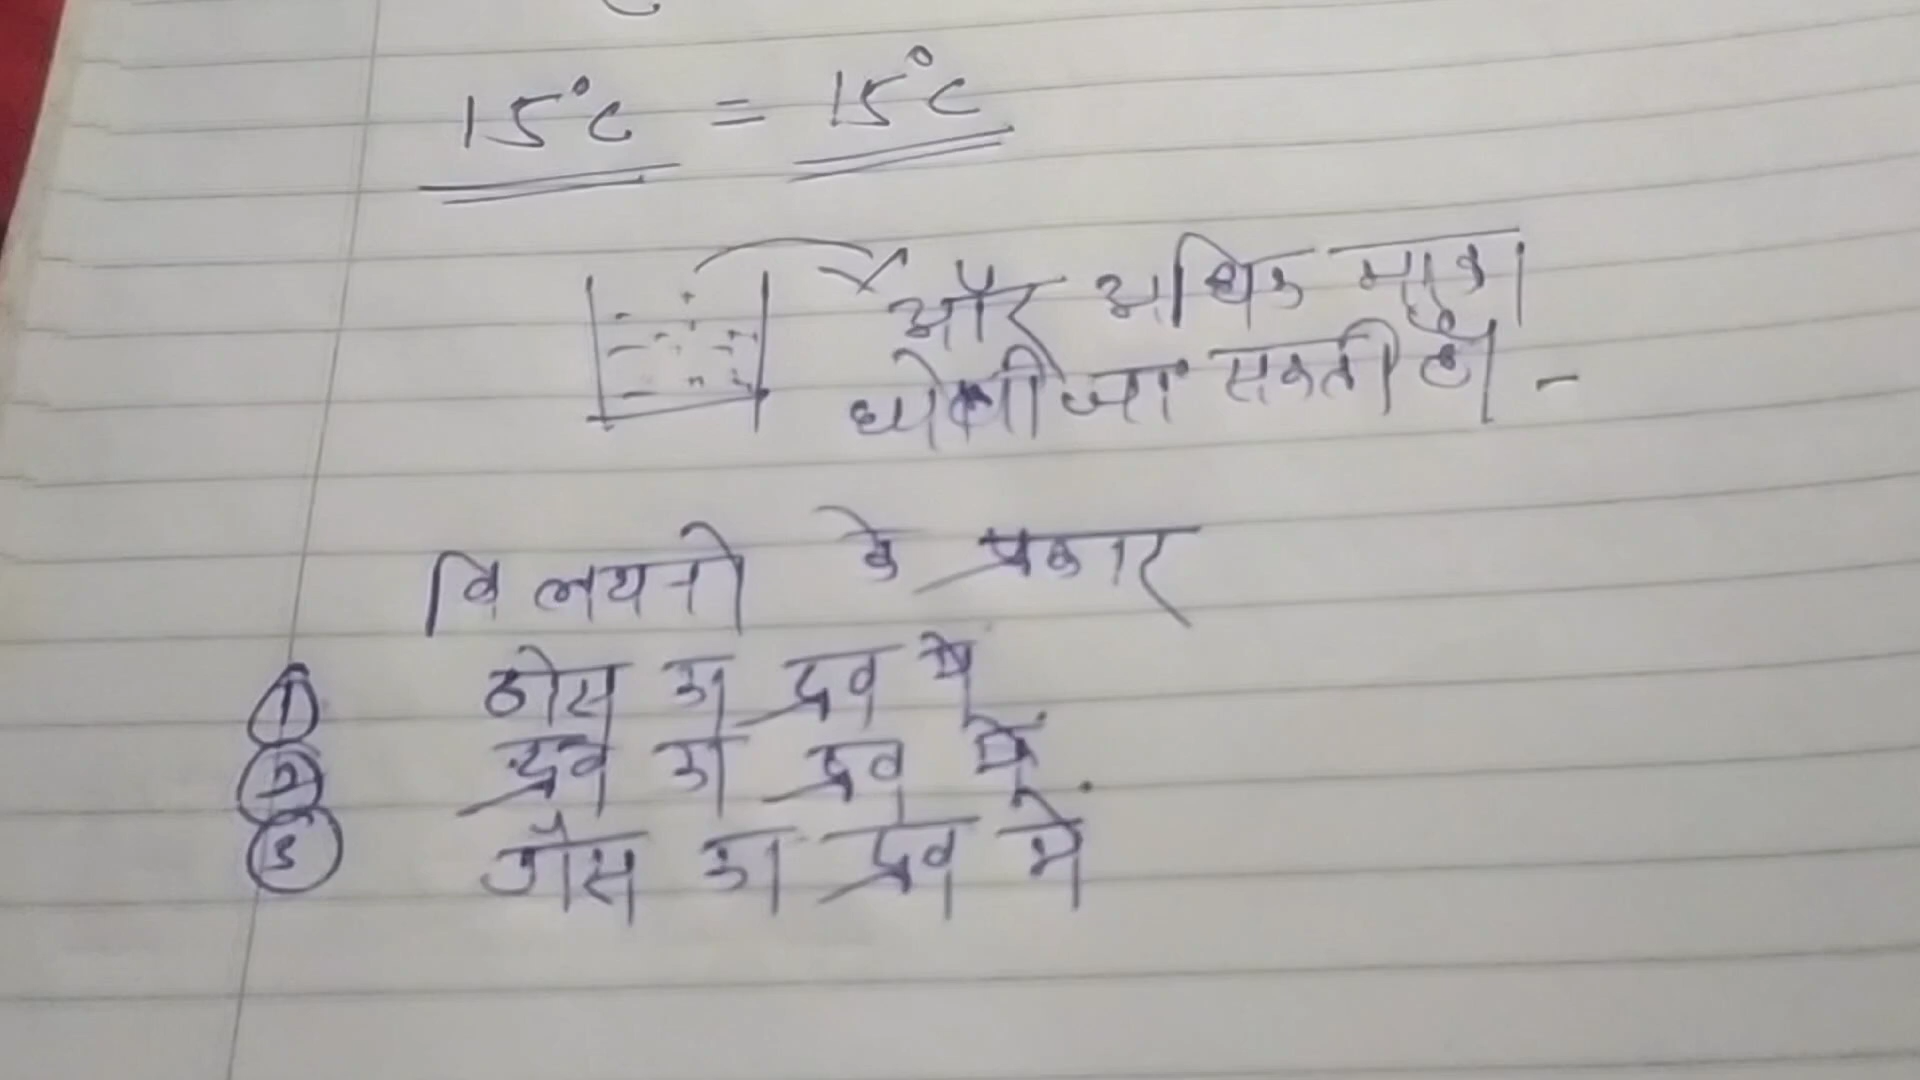 15°C = 15°C
और अधिक मात्रा
घोली जा सकती है। -
विलयनो के प्रकार
① ठोस का द्रव में
② द्रव का द्रव में.
③ गैस का द्रव में